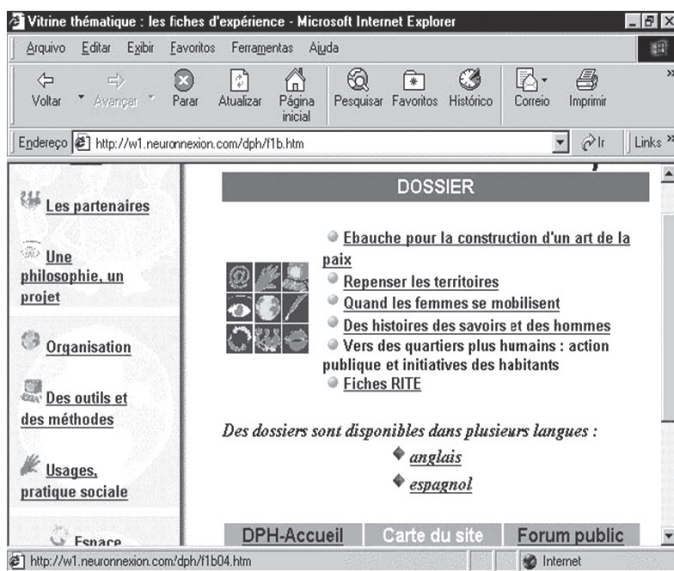 Vitrine thématique : les fiches d'expérience - Microsoft Internet Explorer
Arquivo Editar Exibir Favoritos Ferramentas Ajuda
Voltar Avançar Parar Atualizar Página inicial Pesquisar Favoritos Histórico Correio Imprimir
Endereço http://w1.neuronnexion.com/dph/f1b.htm Ir Links
Les partenaires
Une
philosophie, un
projet
Organisation
Des outils et
des méthodes
Usages,
pratique sociale
Espace
DOSSIER
Ebauche pour la construction d'un art de la
paix
Repenser les territoires
Quand les femmes se mobilisent
Des histoires des savoirs et des hommes
Vers des quartiers plus humains : action
publique et initiatives des habitants
Fiches RITE
Des dossiers sont disponibles dans plusieurs langues :
anglais
espagnol
DPH-Accueil Carte du site Forum public
http://w1.neuronnexion.com/dph/f1b04.htm Internet